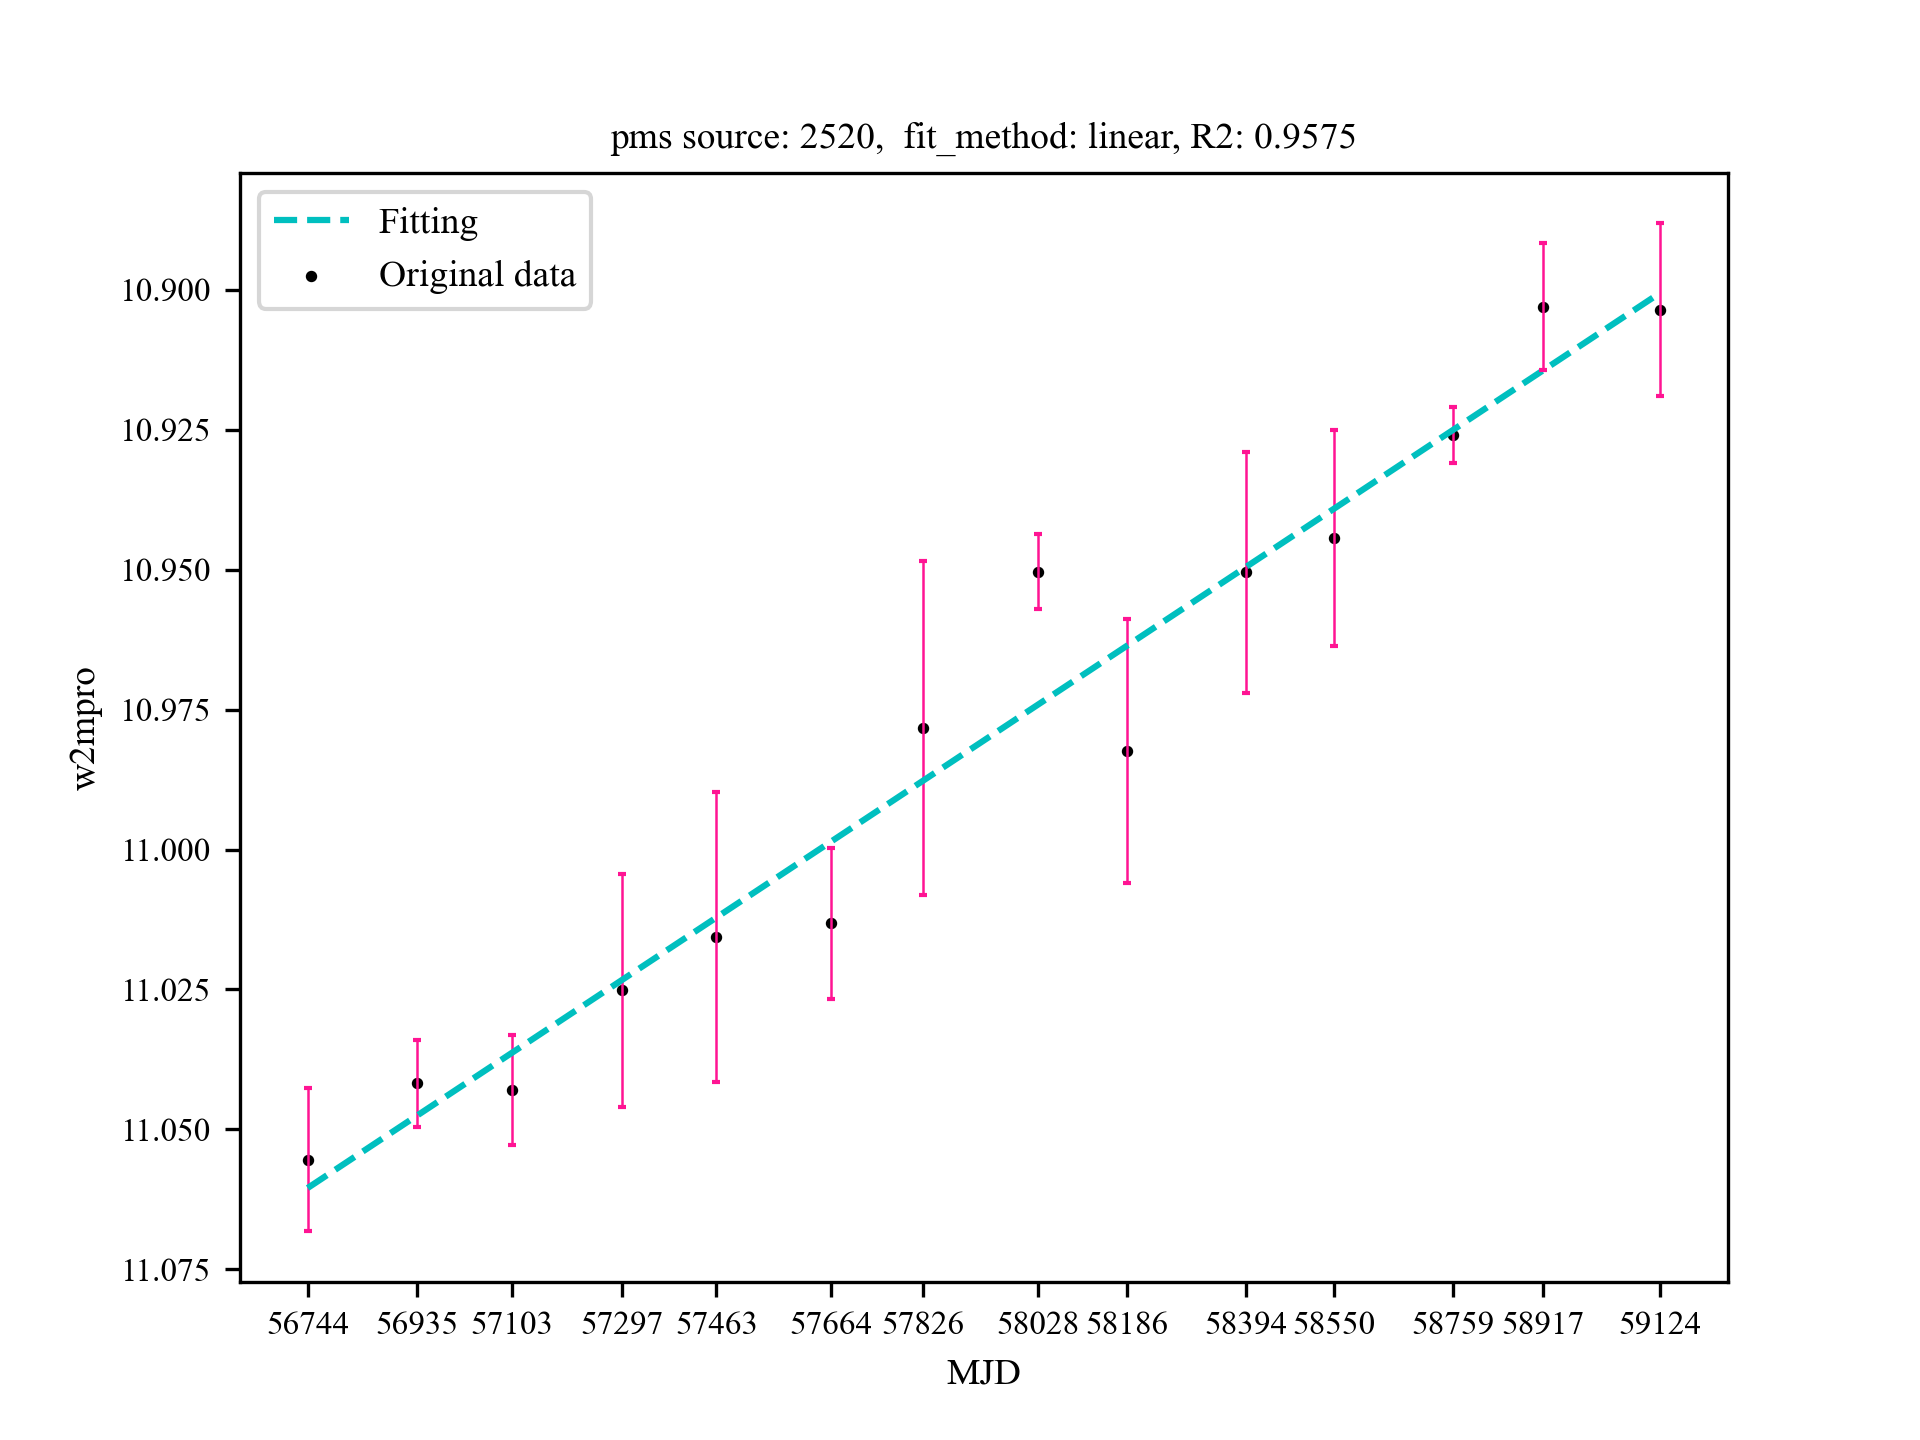 pms source: 2520,  fit_method: linear, R2: 0.9575
Fitting
Original data
10.900
10.925
10.950
10.975
11.000
11.025
11.050
11.075
w2mpro
56744 56935 57103 57297 57463 57664 57826 58028 58186 58394 58550 58759 58917 59124
MJD